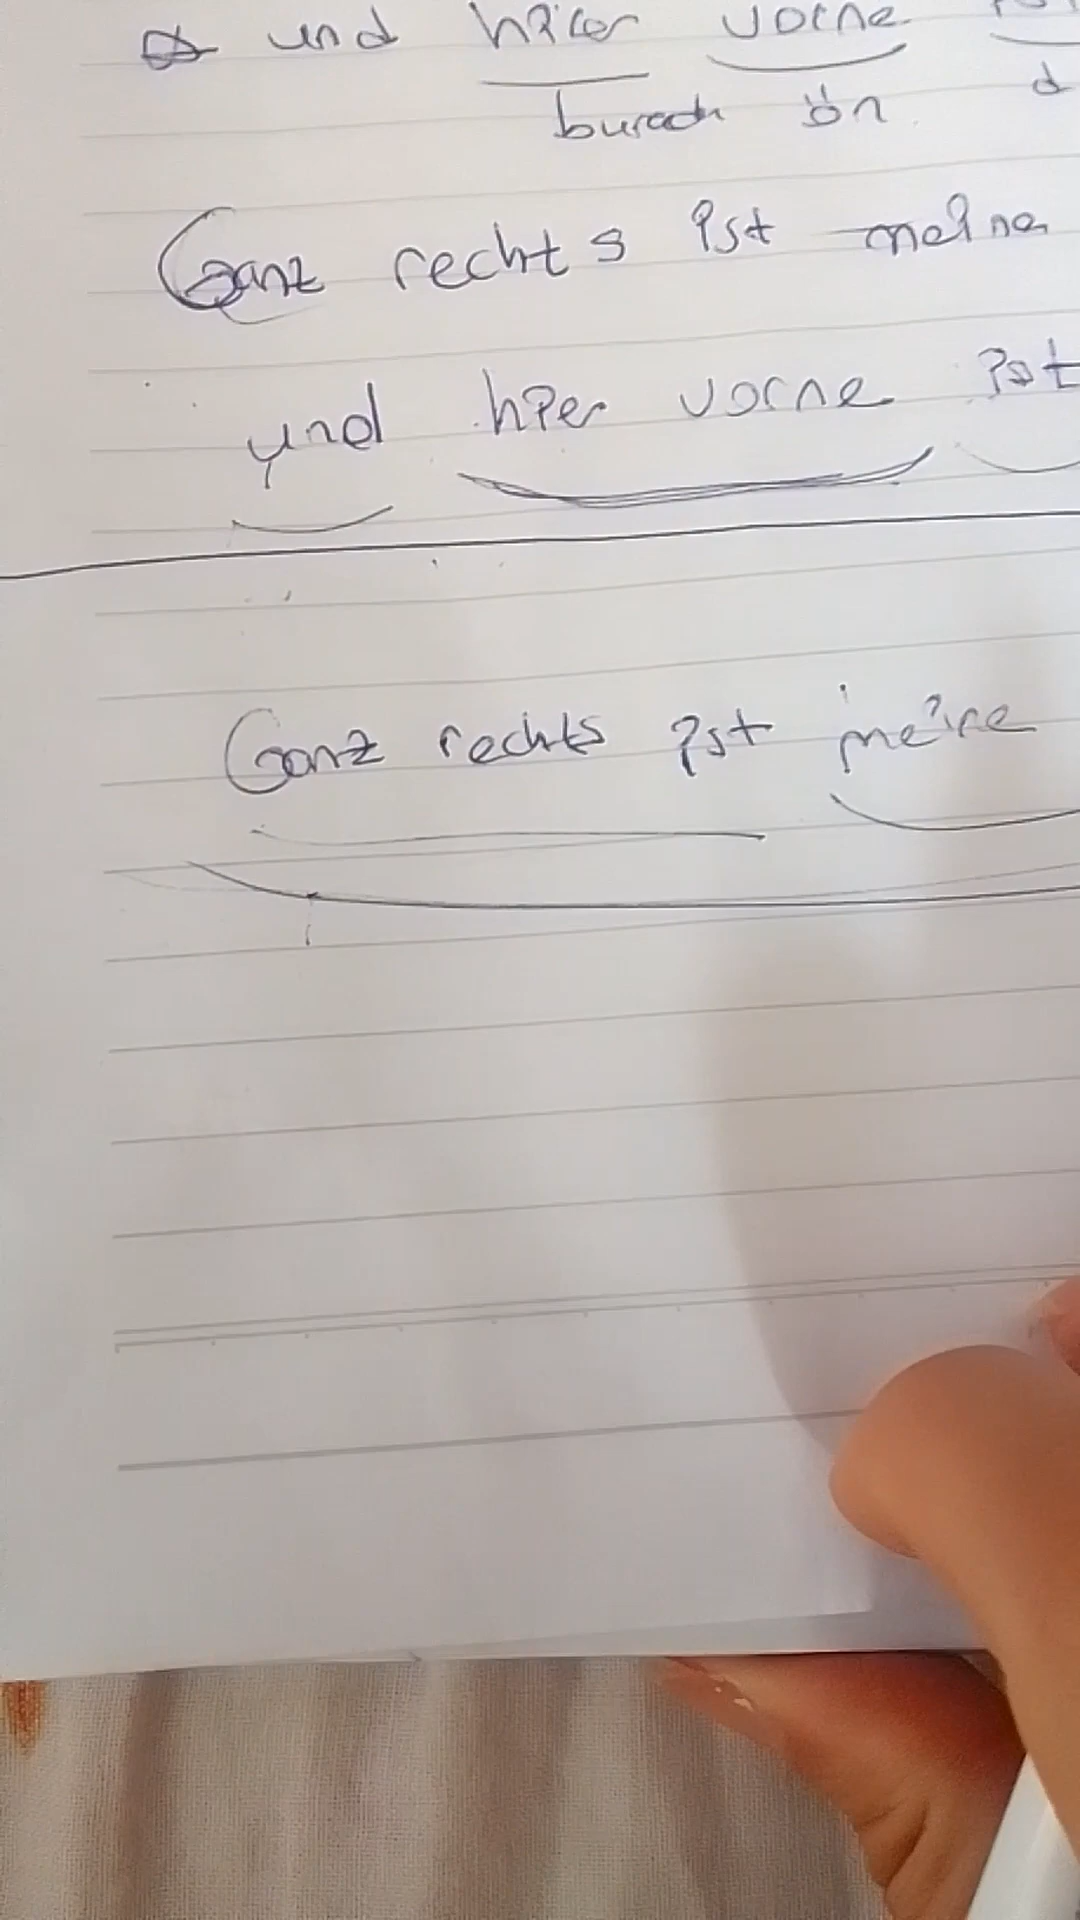 und hier vorne
burada ön
Ganz rechts ist meine
und hier vorne ist
Ganz rechts ist meine